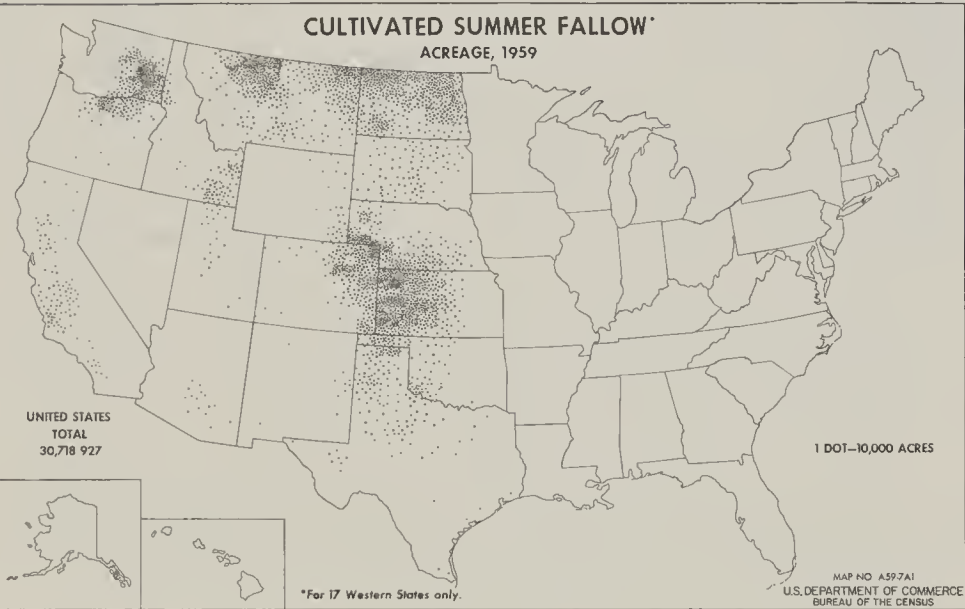 CULTIVATED SUMMER FALLOW*
ACREAGE, 1959
UNITED STATES
TOTAL
30,718 927
1 DOT—10,000 ACRES
*For 17 Western States only.
MAP NO A59-7A1
U.S. DEPARTMENT OF COMMERCE
BUREAU OF THE CENSUS